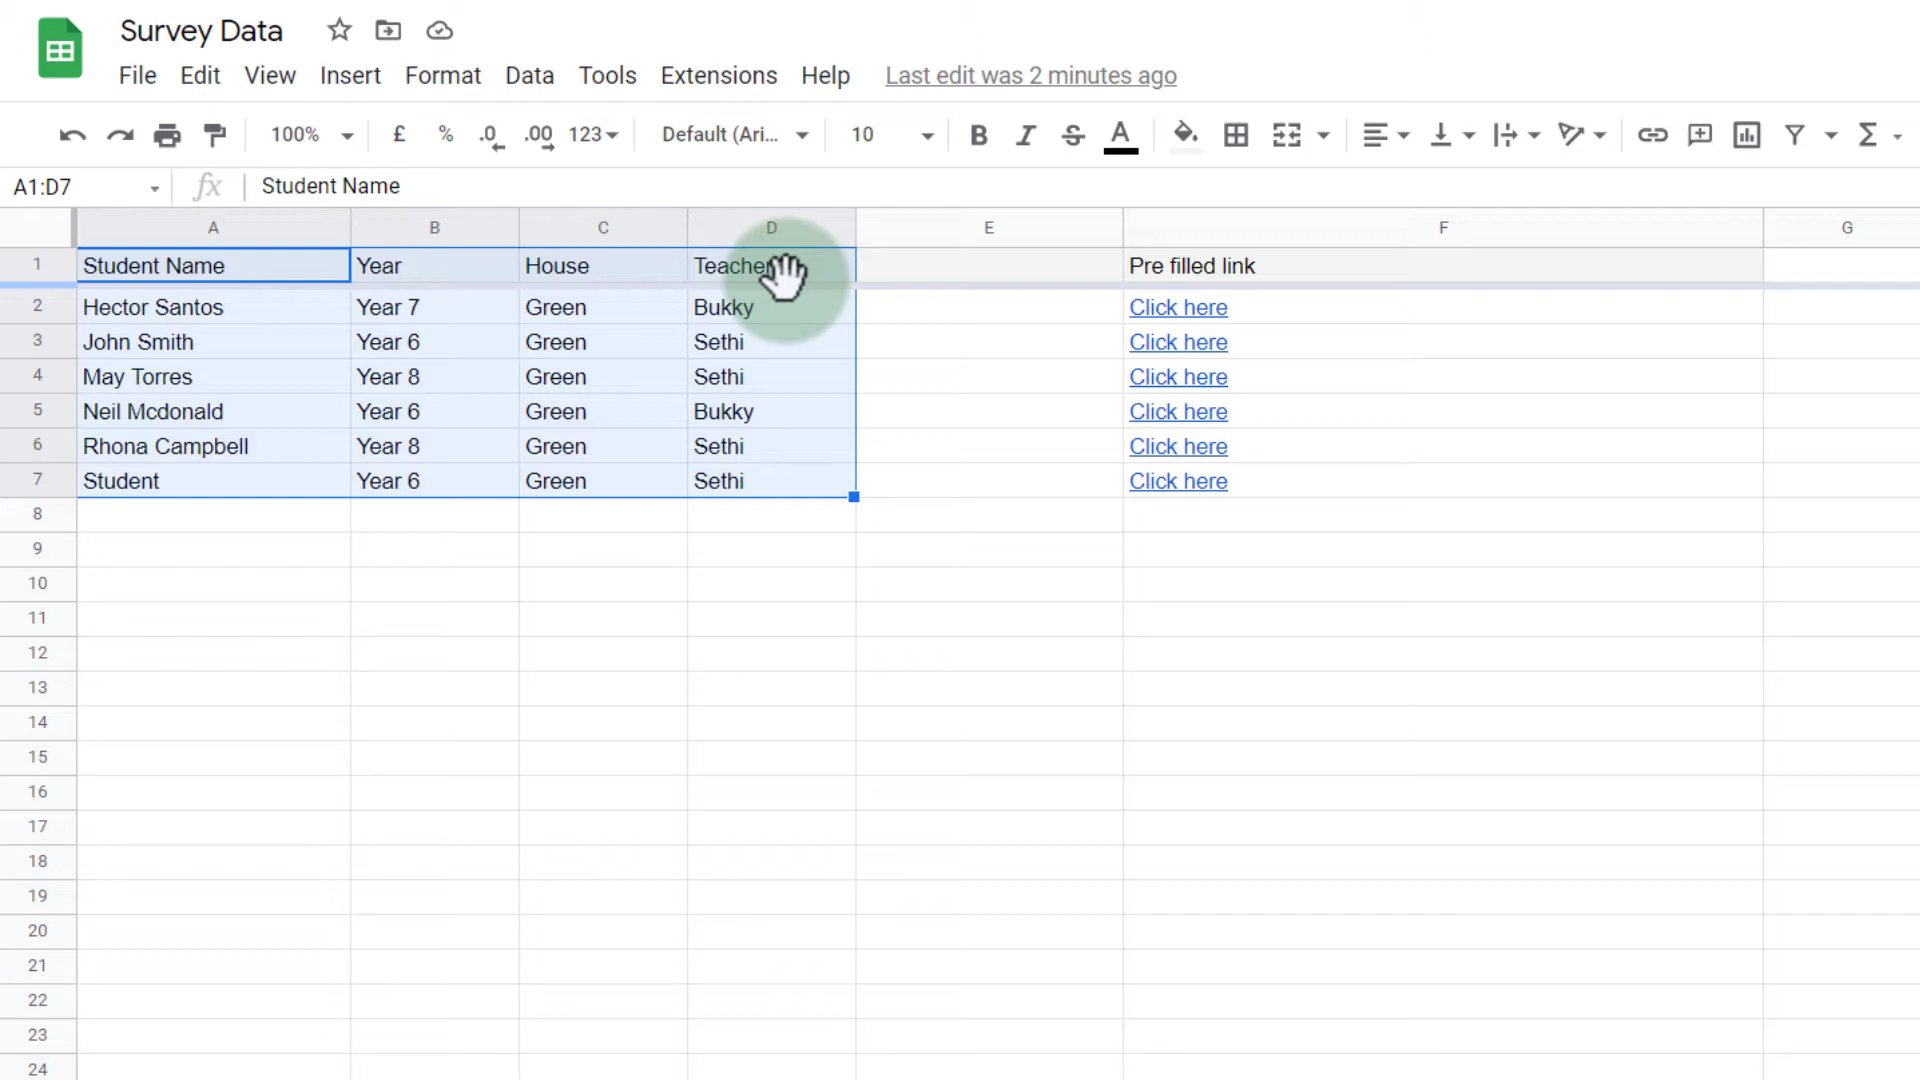 Survey Data
File Edit View Insert Format Data Tools Extensions Help Last edit was 2 minutes ago
100% £ % .0 .00 123 Default (Ari... 10 B I S A Σ
A1:D7 fx Student Name
A B C D E F G
1 Student Name Year House Teacher Pre filled link
2 Hector Santos Year 7 Green Bukky Click here
3 John Smith Year 6 Green Sethi Click here
4 May Torres Year 8 Green Sethi Click here
5 Neil Mcdonald Year 6 Green Bukky Click here
6 Rhona Campbell Year 8 Green Sethi Click here
7 Student Year 6 Green Sethi Click here
8
9
10
11
12
13
14
15
16
17
18
19
20
21
22
23
24